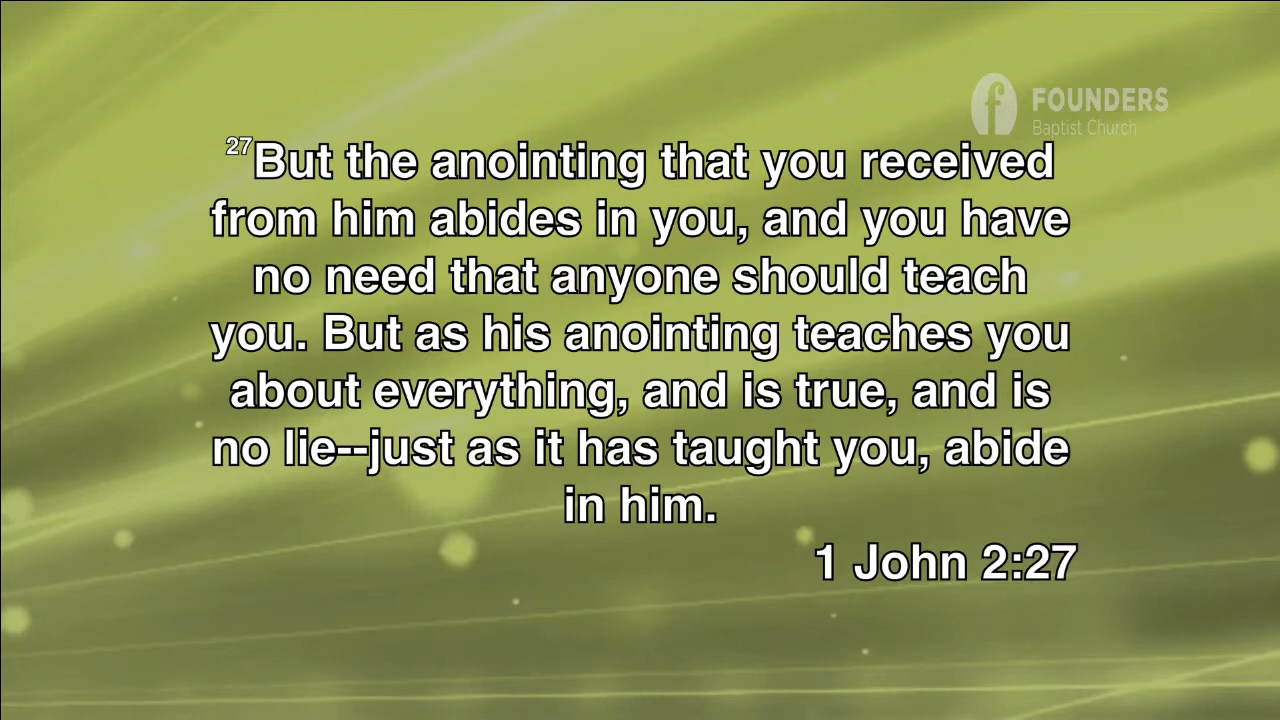 FOUNDERS
Baptist Church
27But the anointing that you received
from him abides in you, and you have
no need that anyone should teach
you. But as his anointing teaches you
about everything, and is true, and is
no lie--just as it has taught you, abide
in him.
1 John 2:27